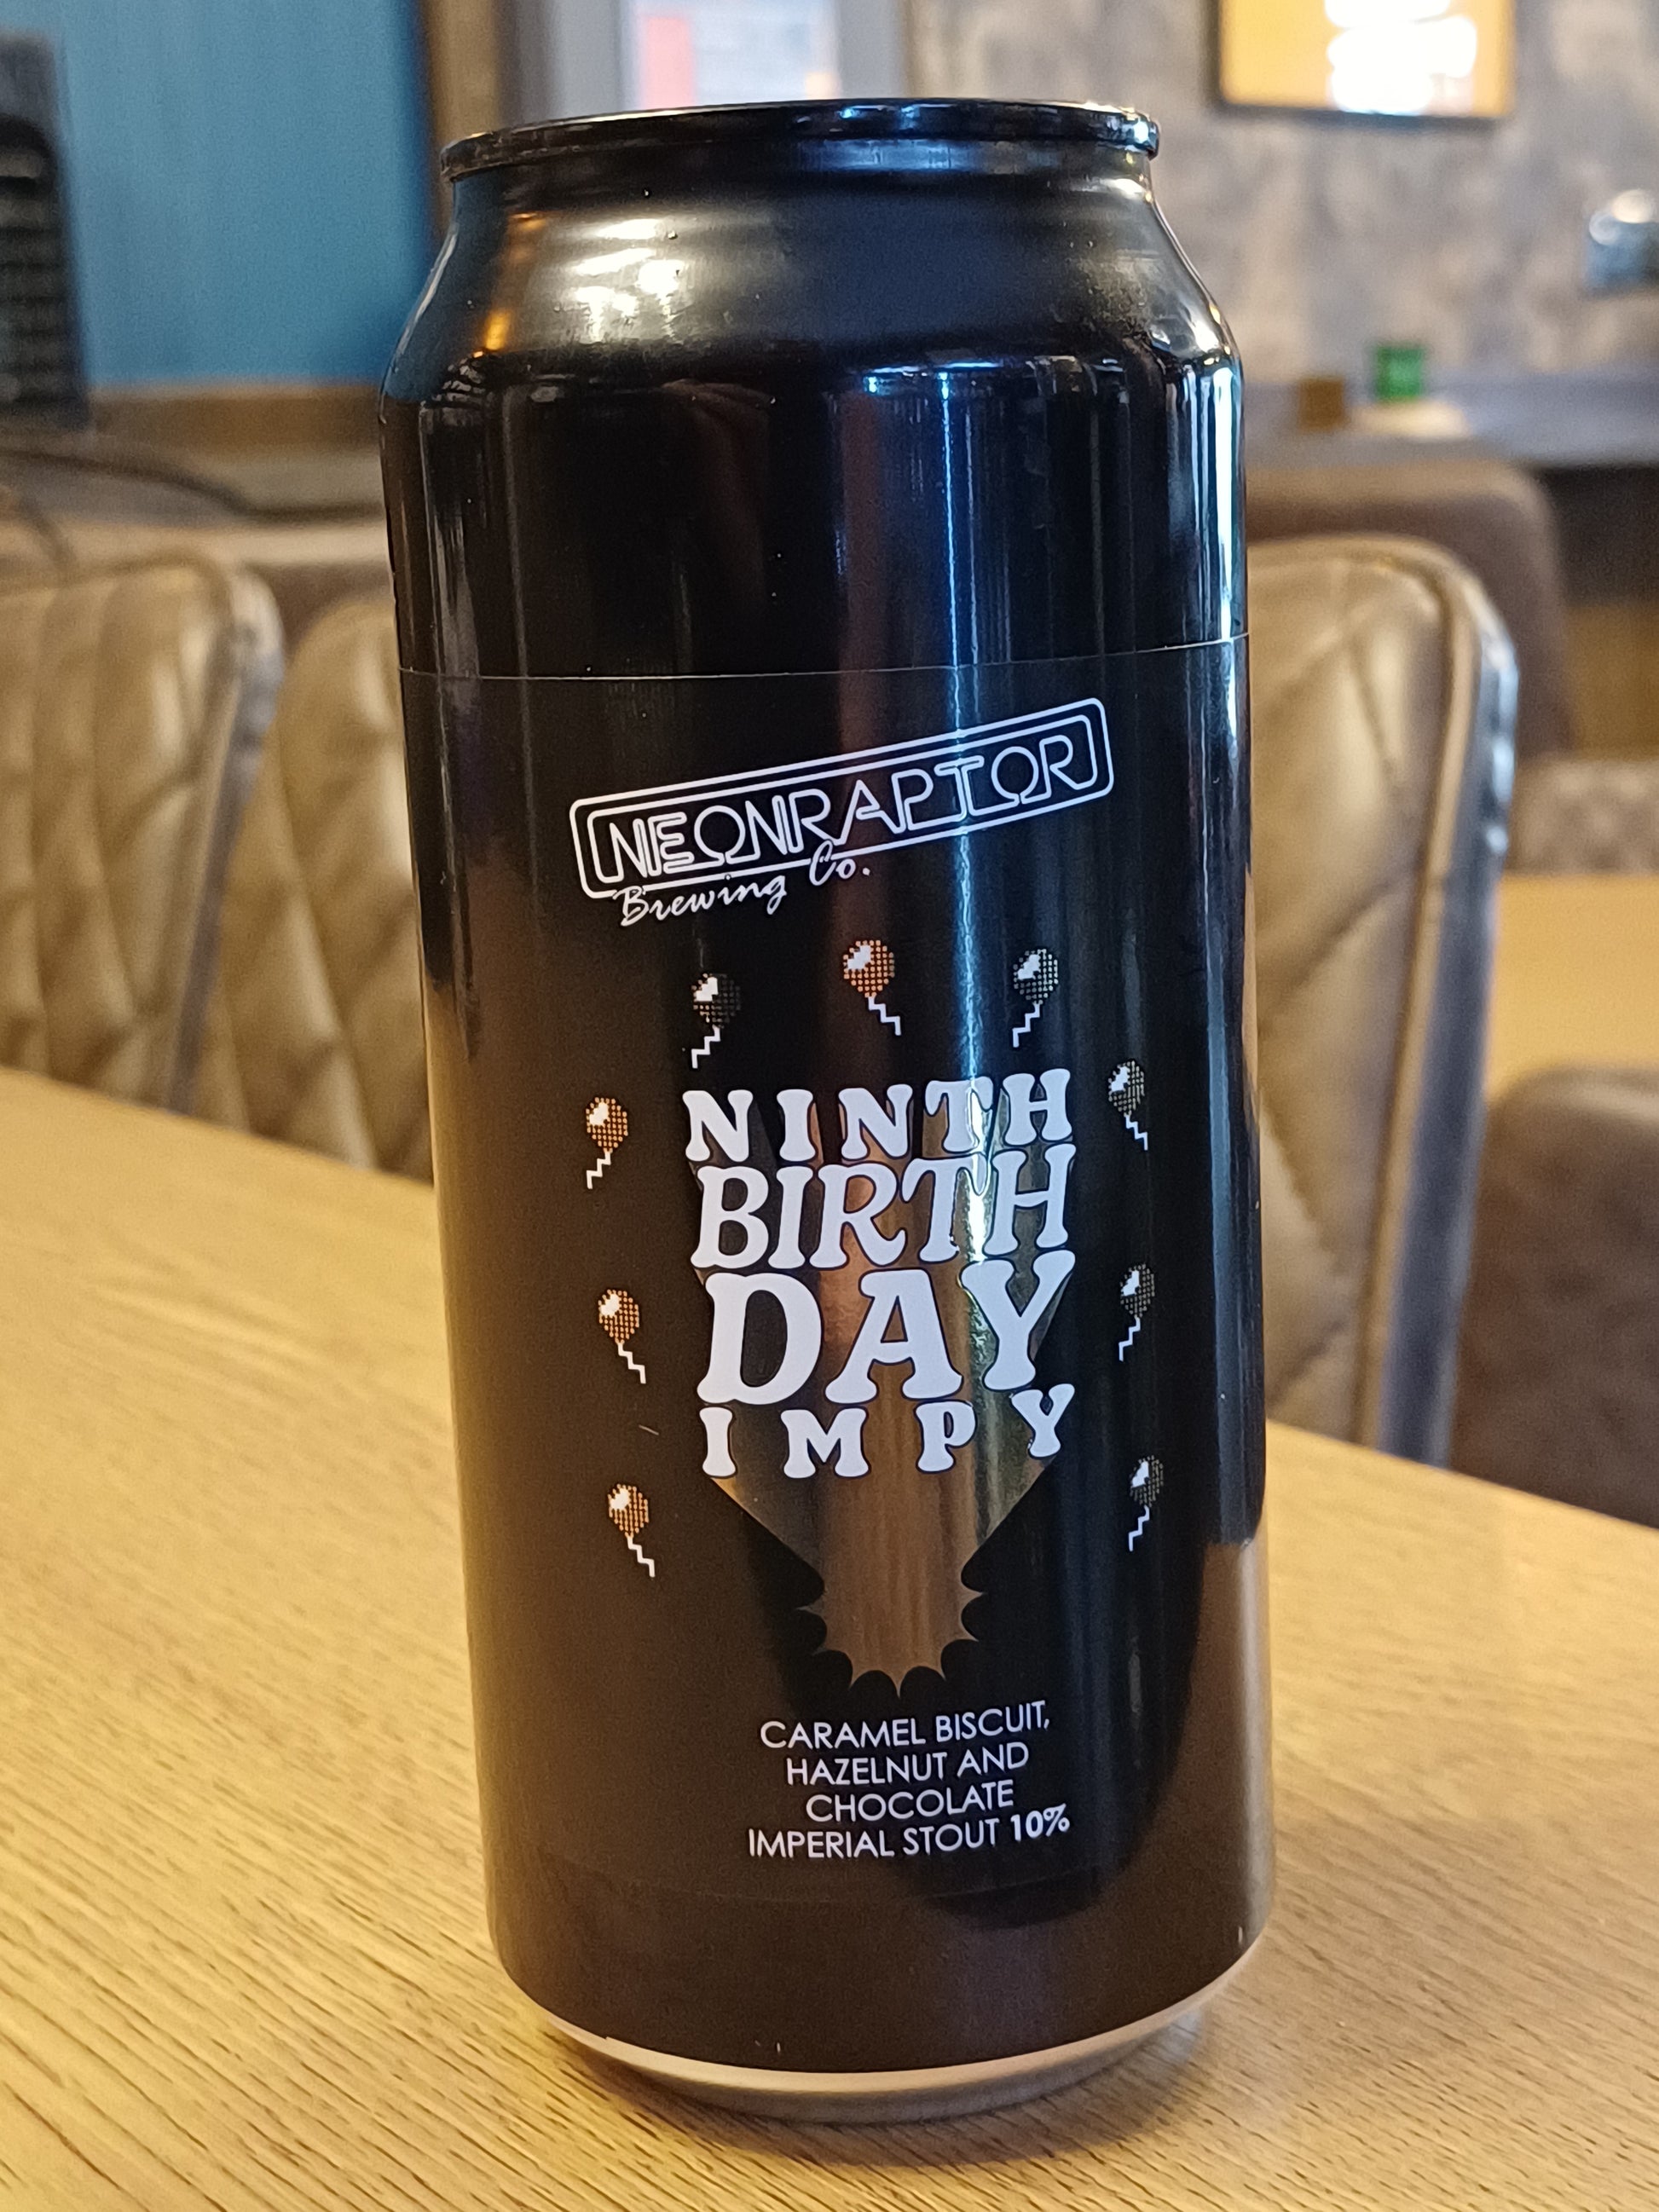 NEONRAPTOR
Brewing Co.
NINTH
BIRTH
DAY
IMPY
CARAMEL BISCUIT,
HAZELNUT AND
CHOCOLATE
IMPERIAL STOUT 10%